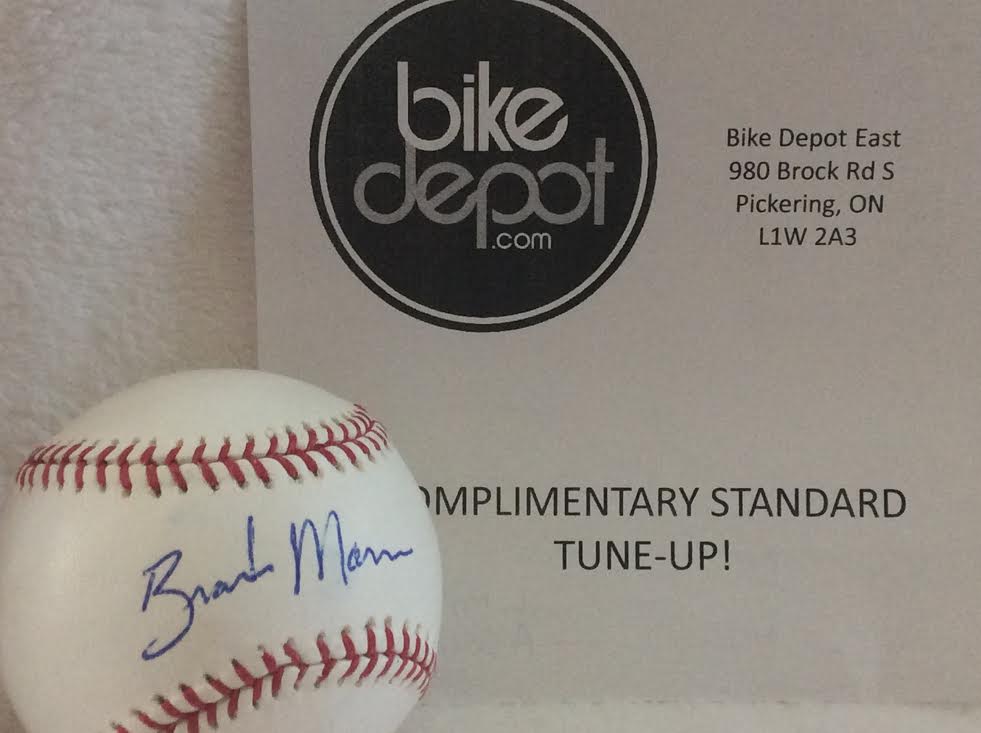 bike
depot
.com
Bike Depot East
980 Brock Rd S
Pickering, ON
L1W 2A3
OMPLIMENTARY STANDARD
TUNE-UP!